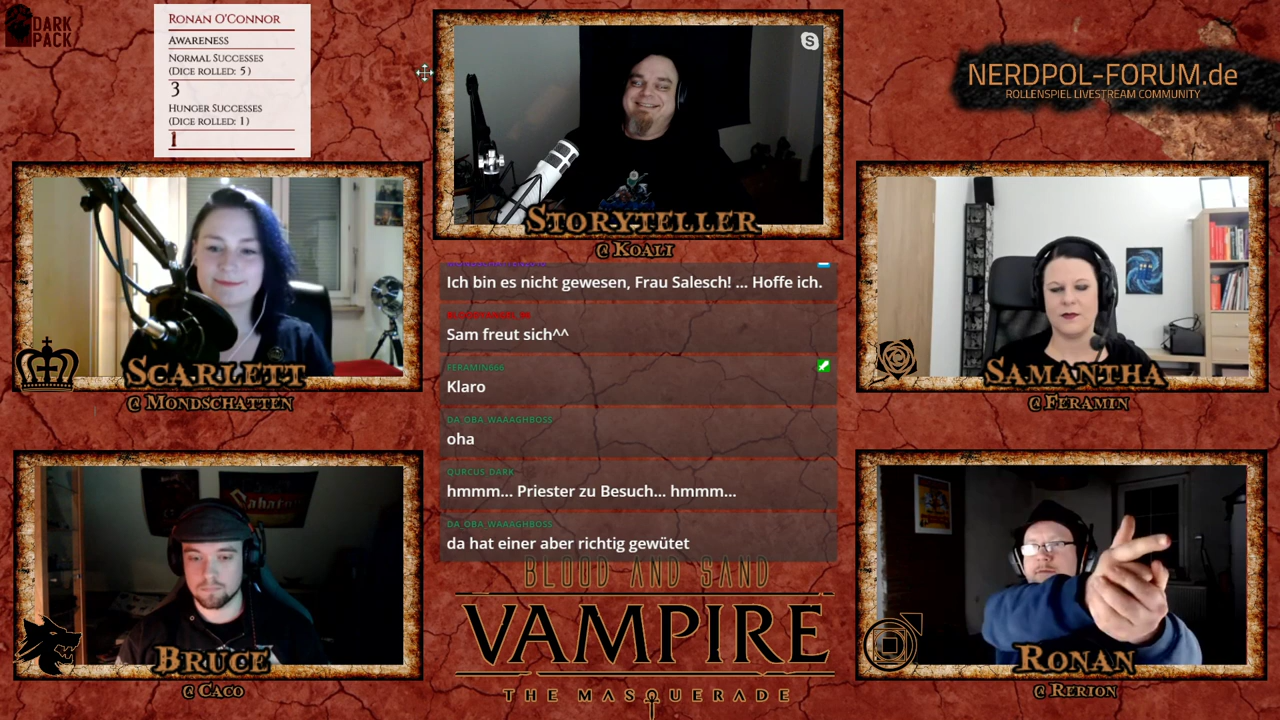 DARK
PACK
Ronan O'Connor
Awareness
Normal Successes
(Dice rolled: 5)
3
Hunger Successes
(Dice rolled: 1)
1
NERDPOL-FORUM.de
ROLLENSPIEL LIVESTREAM COMMUNITY
Storyteller
@ Koali
Scarlett
@ Mondschatten
Samantha
@ Feramin
Ich bin es nicht gewesen, Frau Salesch! ... Hoffe ich.
Sam freut sich^^
FERAMIN666
Klaro
DA_OBA_WAAAGHBOSS
oha
QURCUS_DARK
hmmm... Priester zu Besuch... hmmm...
DA_OBA_WAAAGHBOSS
da hat einer aber richtig gewütet
Sabaton
Bruce
@ Caco
Ronan
@ Rerion
BLOOD AND SAND
VAMPIRE
THE MASQUERADE